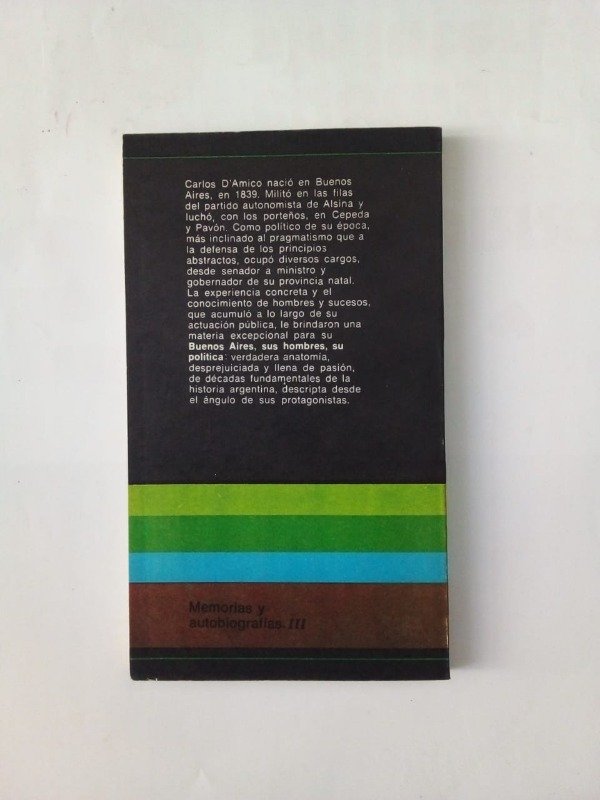 Carlos D'Amico nació en Buenos
Aires, en 1839. Militó en las filas
del partido autonomista de Alsina y
luchó, con los porteños, en Cepeda
y Pavón. Como político de su época,
más inclinado al pragmatismo que a
la defensa de los principios
abstractos, ocupó diversos cargos,
desde senador a ministro y
gobernador de su provincia natal.
La experiencia concreta y el
conocimiento de hombres y sucesos,
que acumuló a lo largo de su
actuación pública, le brindaron una
materia excepcional para su
Buenos Aires, sus hombres, su
política: verdadera anatomía,
desprejuiciada y llena de pasión,
de décadas fundamentales de la
historia argentina, descripta desde
el ángulo de sus protagonistas.
Memorias y
autobiografías III